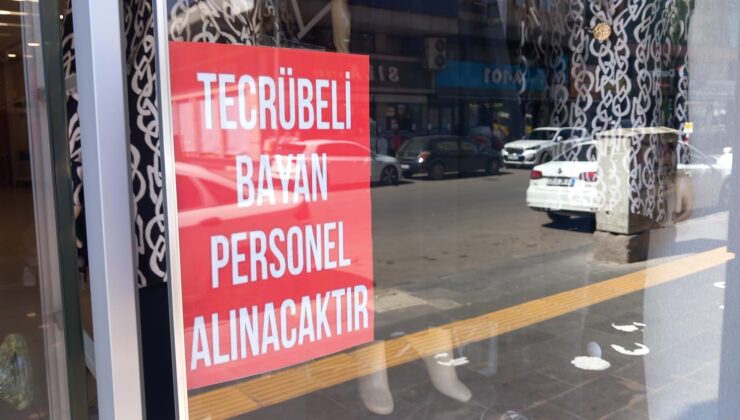 TECRÜBELİ
BAYAN
PERSONEL
ALINACAKTIR